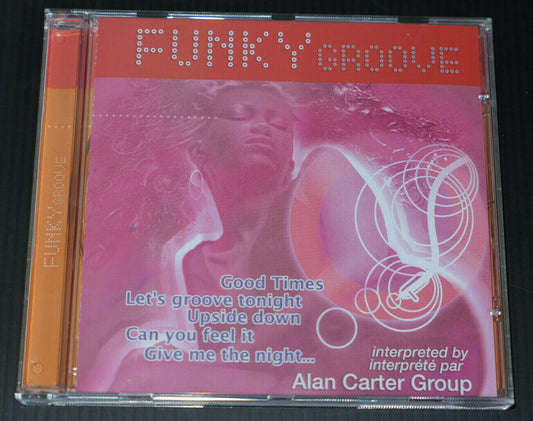 FUNKY GROOVE
FUNKY GROOVE
Good Times
Let's groove tonight
Upside down
Can you feel it
Give me the night...
interpreted by
interprété par
Alan Carter Group